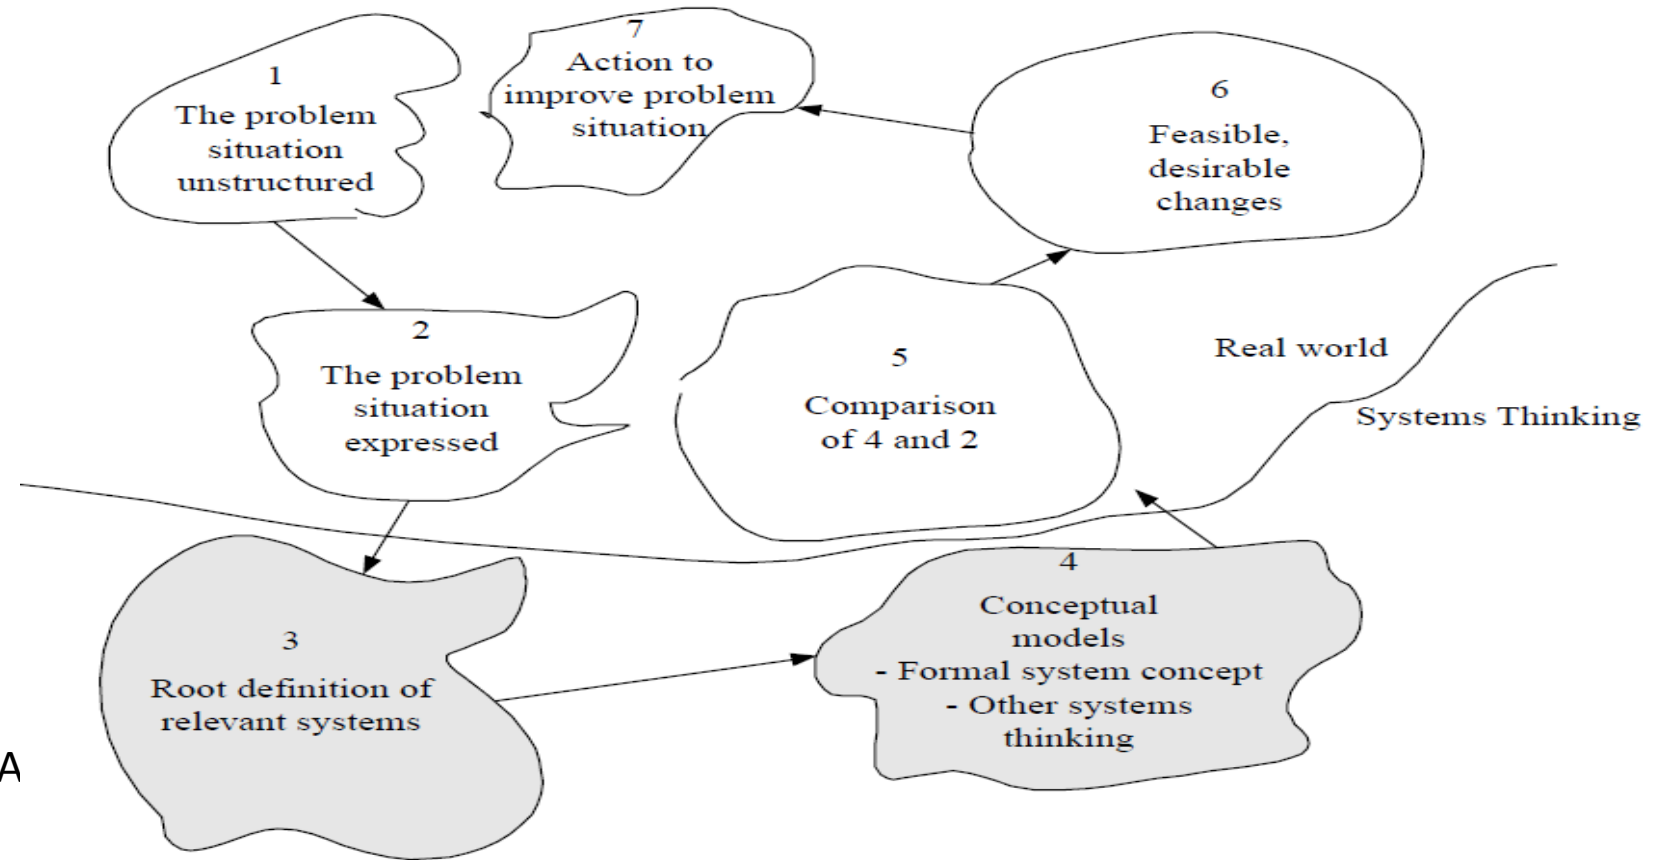 1
The problem
situation
unstructured
7
Action to
improve problem
situation
6
Feasible,
desirable
changes
2
The problem
situation
expressed
5
Comparison
of 4 and 2
Real world
Systems Thinking
3
Root definition of
relevant systems
4
Conceptual
models
- Formal system concept
- Other systems
thinking
A